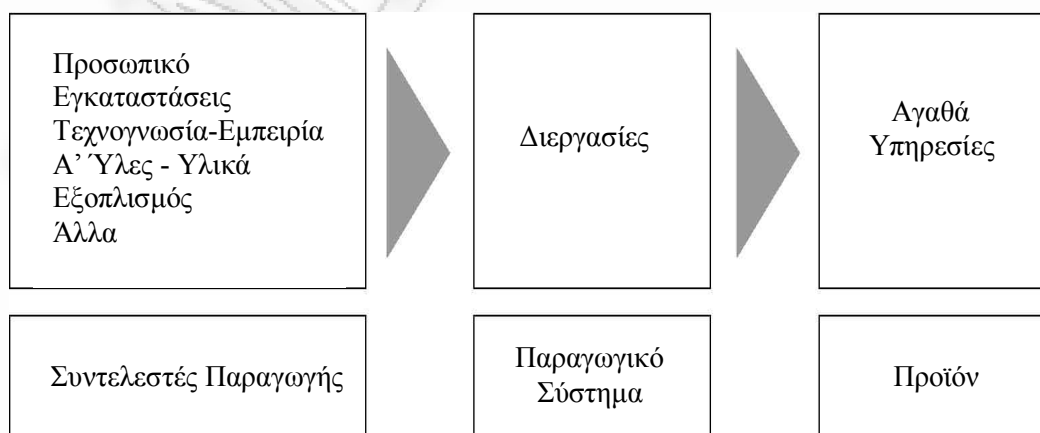 Προσωπικό
Εγκαταστάσεις
Τεχνογνωσία-Εμπειρία
Α’ Ύλες - Υλικά
Εξοπλισμός
Άλλα
Διεργασίες
Αγαθά
Υπηρεσίες
Συντελεστές Παραγωγής
Παραγωγικό
Σύστημα
Προϊόν